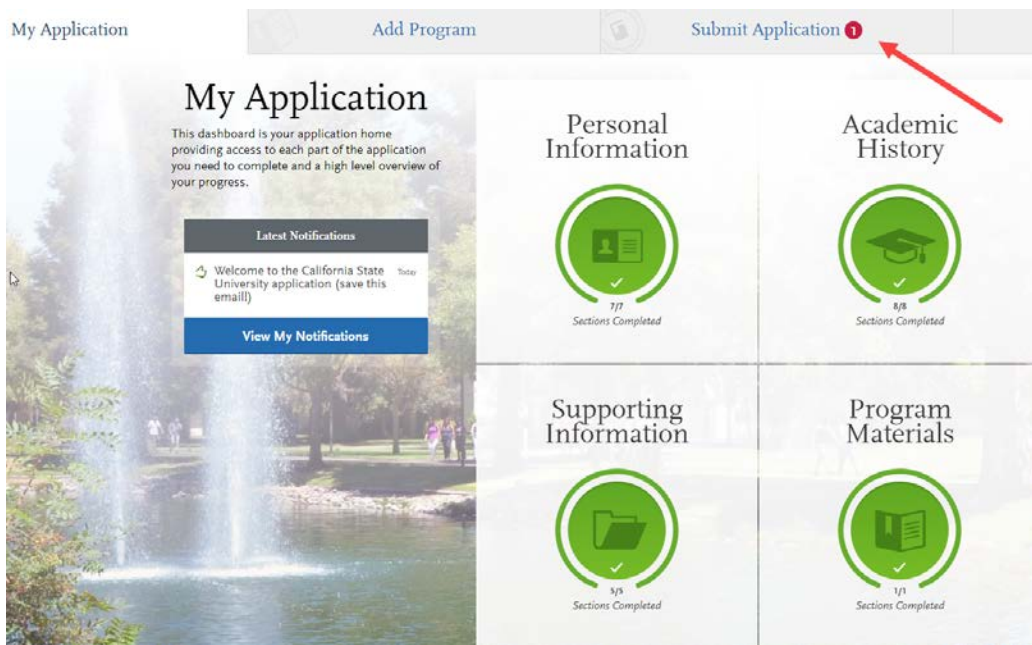 My Application
Add Program
Submit Application 1
My Application
This dashboard is your application home
providing access to each part of the application
you need to complete and a high level overview of
your progress.
Latest Notifications
Welcome to the California State
Today
University application (save this
emaill)
View My Notifications
Personal
Information
7/7
Sections Completed
Academic
History
8/8
Sections Completed
Supporting
Information
5/5
Sections Completed
Program
Materials
1/1
Sections Completed